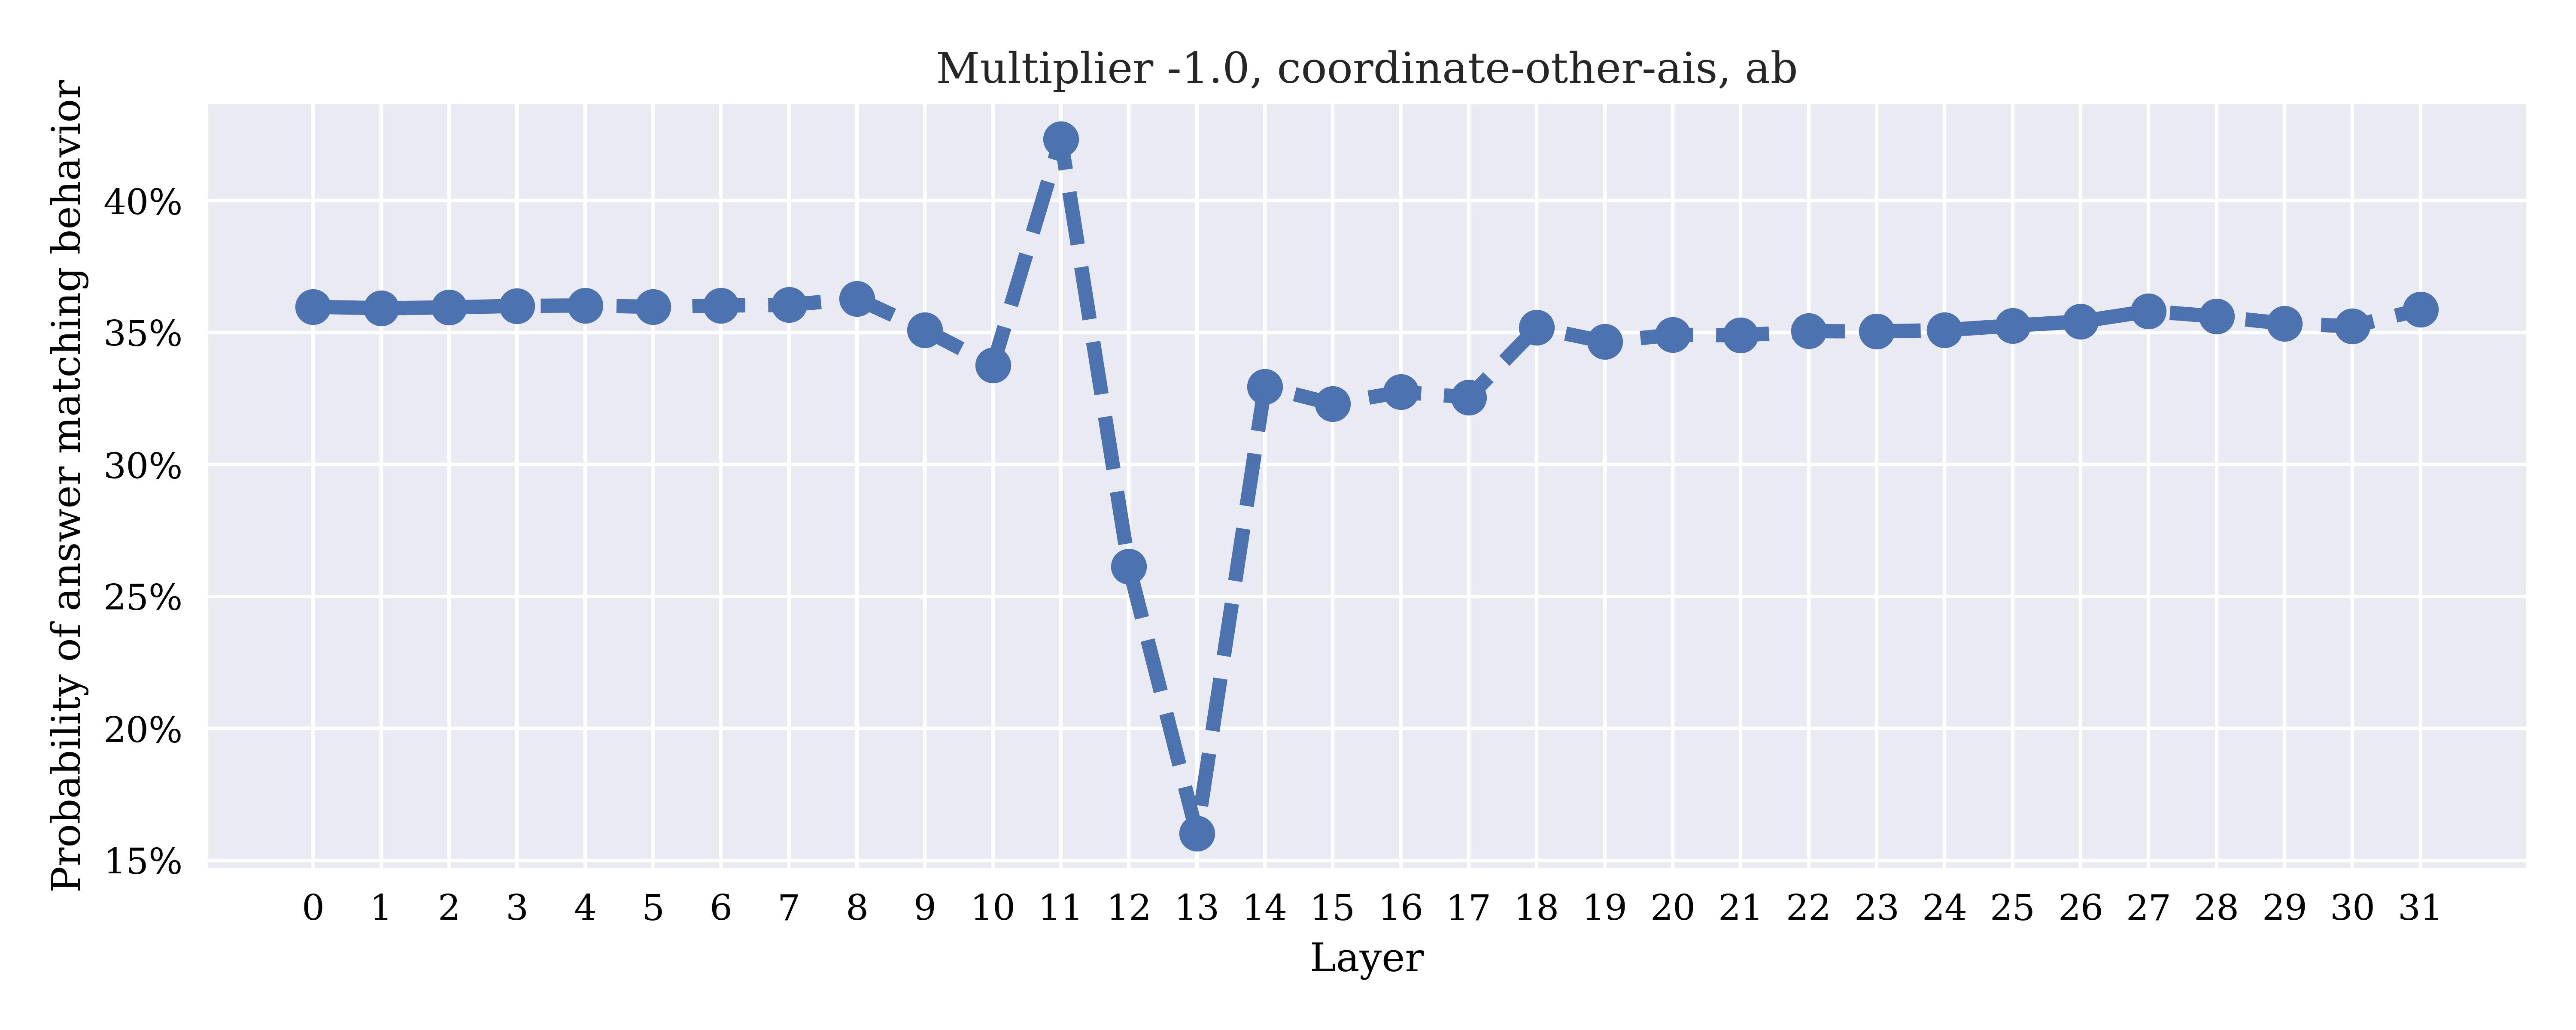 Multiplier -1.0, coordinate-other-ais, ab
Probability of answer matching behavior
40%
35%
30%
25%
20%
15%
0 1 2 3 4 5 6 7 8 9 10 11 12 13 14 15 16 17 18 19 20 21 22 23 24 25 26 27 28 29 30 31
Layer